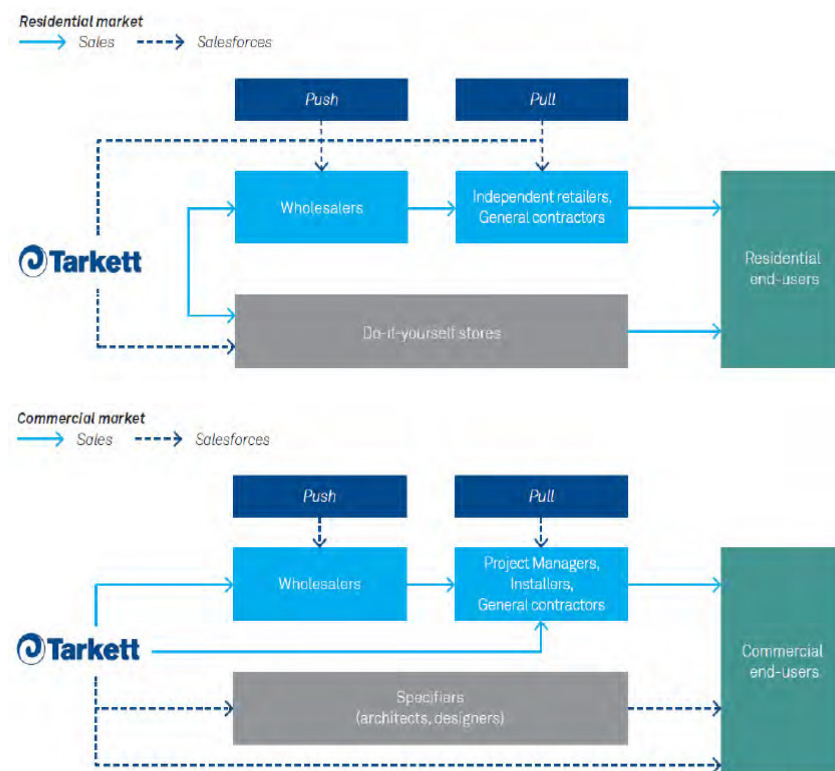 Residential market
Sales Salesforces
Push Pull
Wholesalers
Independent retailers,
General contractors
Tarkett
Residential
end-users
Do-it-yourself stores
Commercial market
Sales Salesforces
Push Pull
Wholesalers
Project Managers,
Installers,
General contractors
Tarkett
Commercial
end-users
Specifiers
(architects, designers)